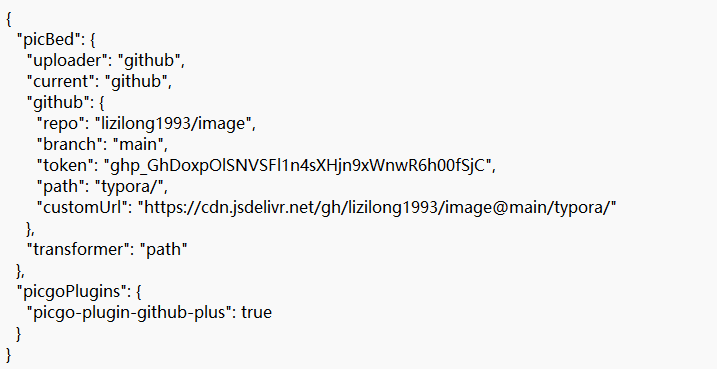 {
"picBed": {
"uploader": "github",
"current": "github",
"github": {
"repo": "lizilong1993/image",
"branch": "main",
"token": "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",
"path": "typora/",
"customUrl": "https://cdn.jsdelivr.net/gh/lizilong1993/image@main/typora/"
},
"transformer": "path"
},
"picgoPlugins": {
"picgo-plugin-github-plus": true
}
}